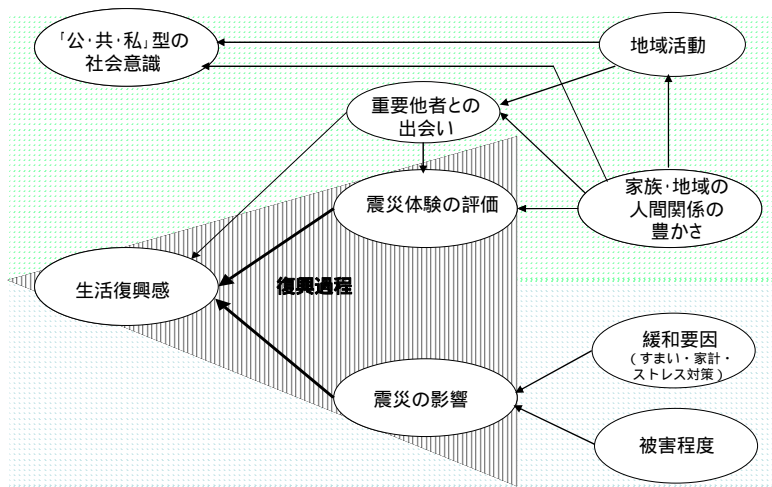 ｢公･共･私｣型の
社会意識
地域活動
重要他者との
出会い
震災体験の評価
家族･地域の
人間関係の
豊かさ
生活復興感
復興過程
緩和要因
(すまい・家計・
ストレス対策)
震災の影響
被害程度